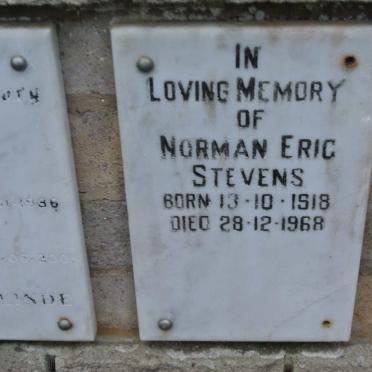 IN
LOVING MEMORY
OF
NORMAN ERIC
STEVENS
BORN 13·10·1918
DIED 28·12·1968